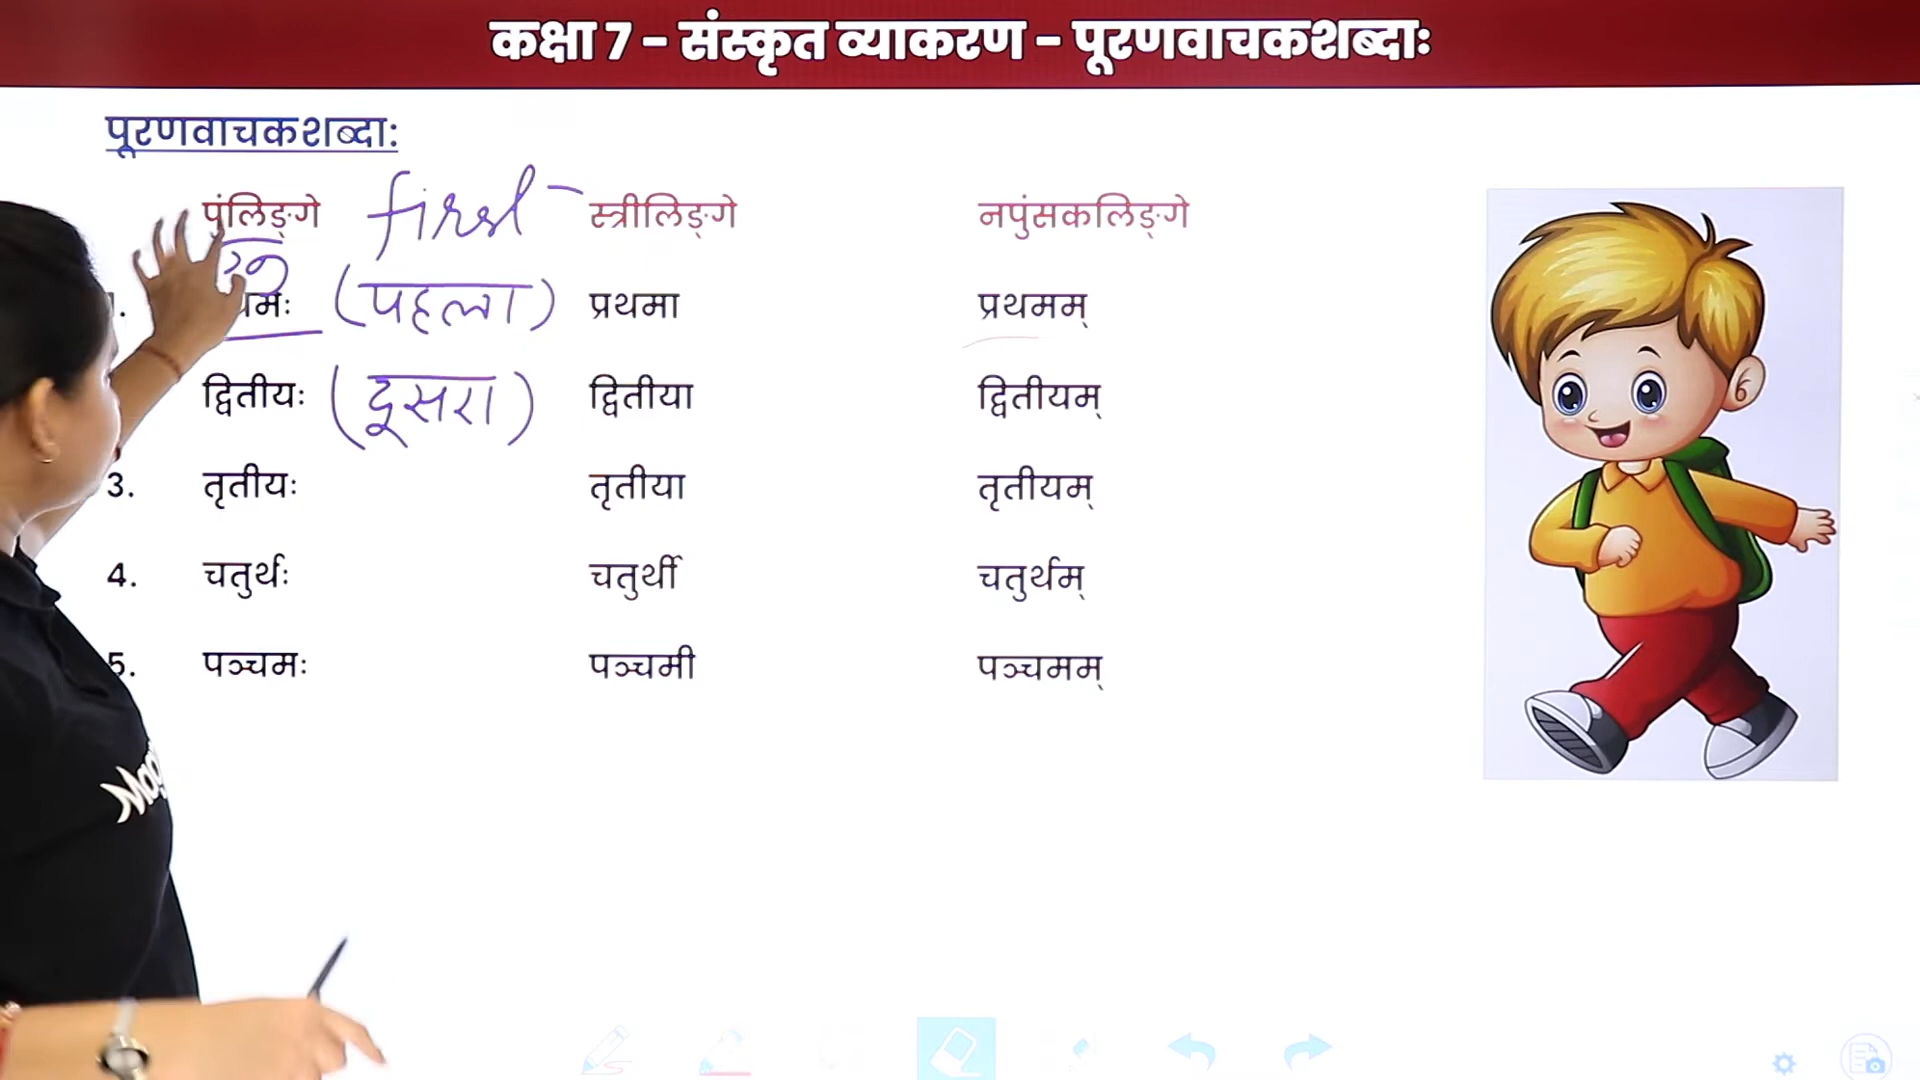 कक्षा 7 - संस्कृत व्याकरण - पूरणवाचकशब्दाः
पूरणवाचकशब्दाः
पुंलिङ्गे first स्त्रीलिङ्गे नपुंसकलिङ्गे
(पहला) प्रथमा प्रथमम्
द्वितीयः (दूसरा) द्वितीया द्वितीयम्
3. तृतीयः तृतीया तृतीयम्
4. चतुर्थः चतुर्थी चतुर्थम्
5. पञ्चमः पञ्चमी पञ्चमम्